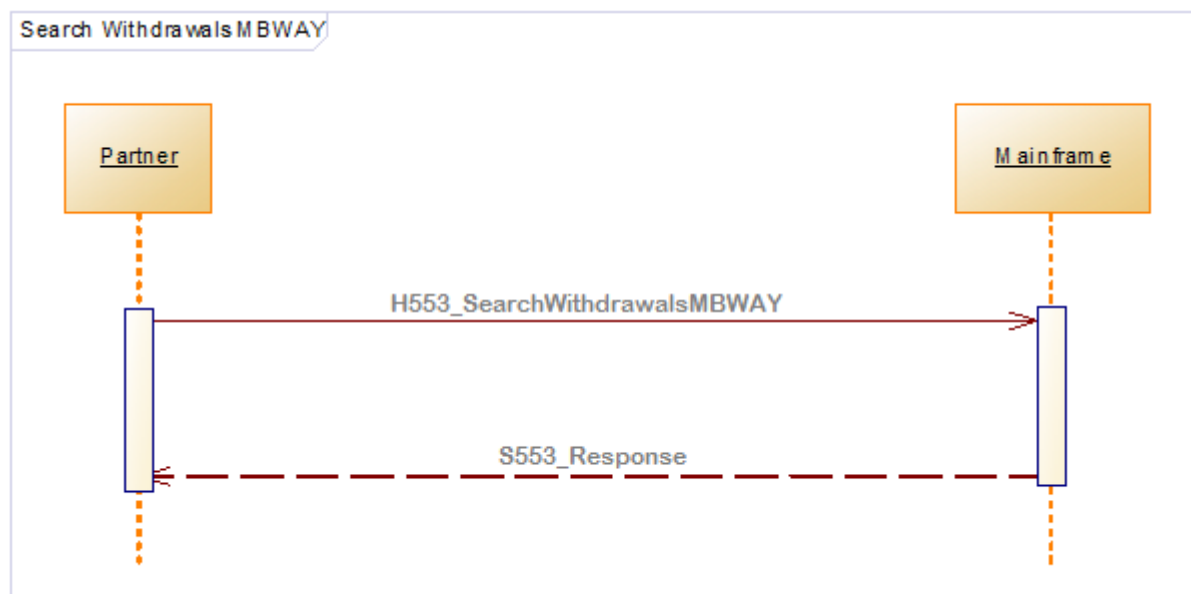 Search WithdrawalsMBWAY
Partner
Mainframe
H553_SearchWithdrawalsMBWAY
S553_Response